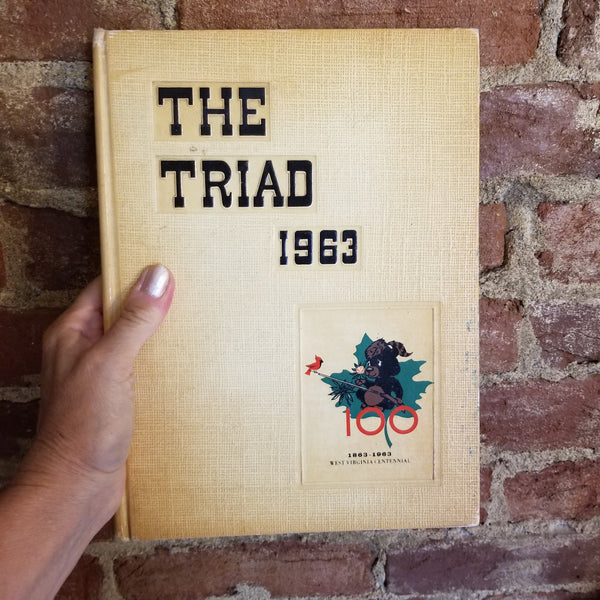 THE
TRIAD
1963
100
1863-1963
WEST VIRGINIA CENTENNIAL